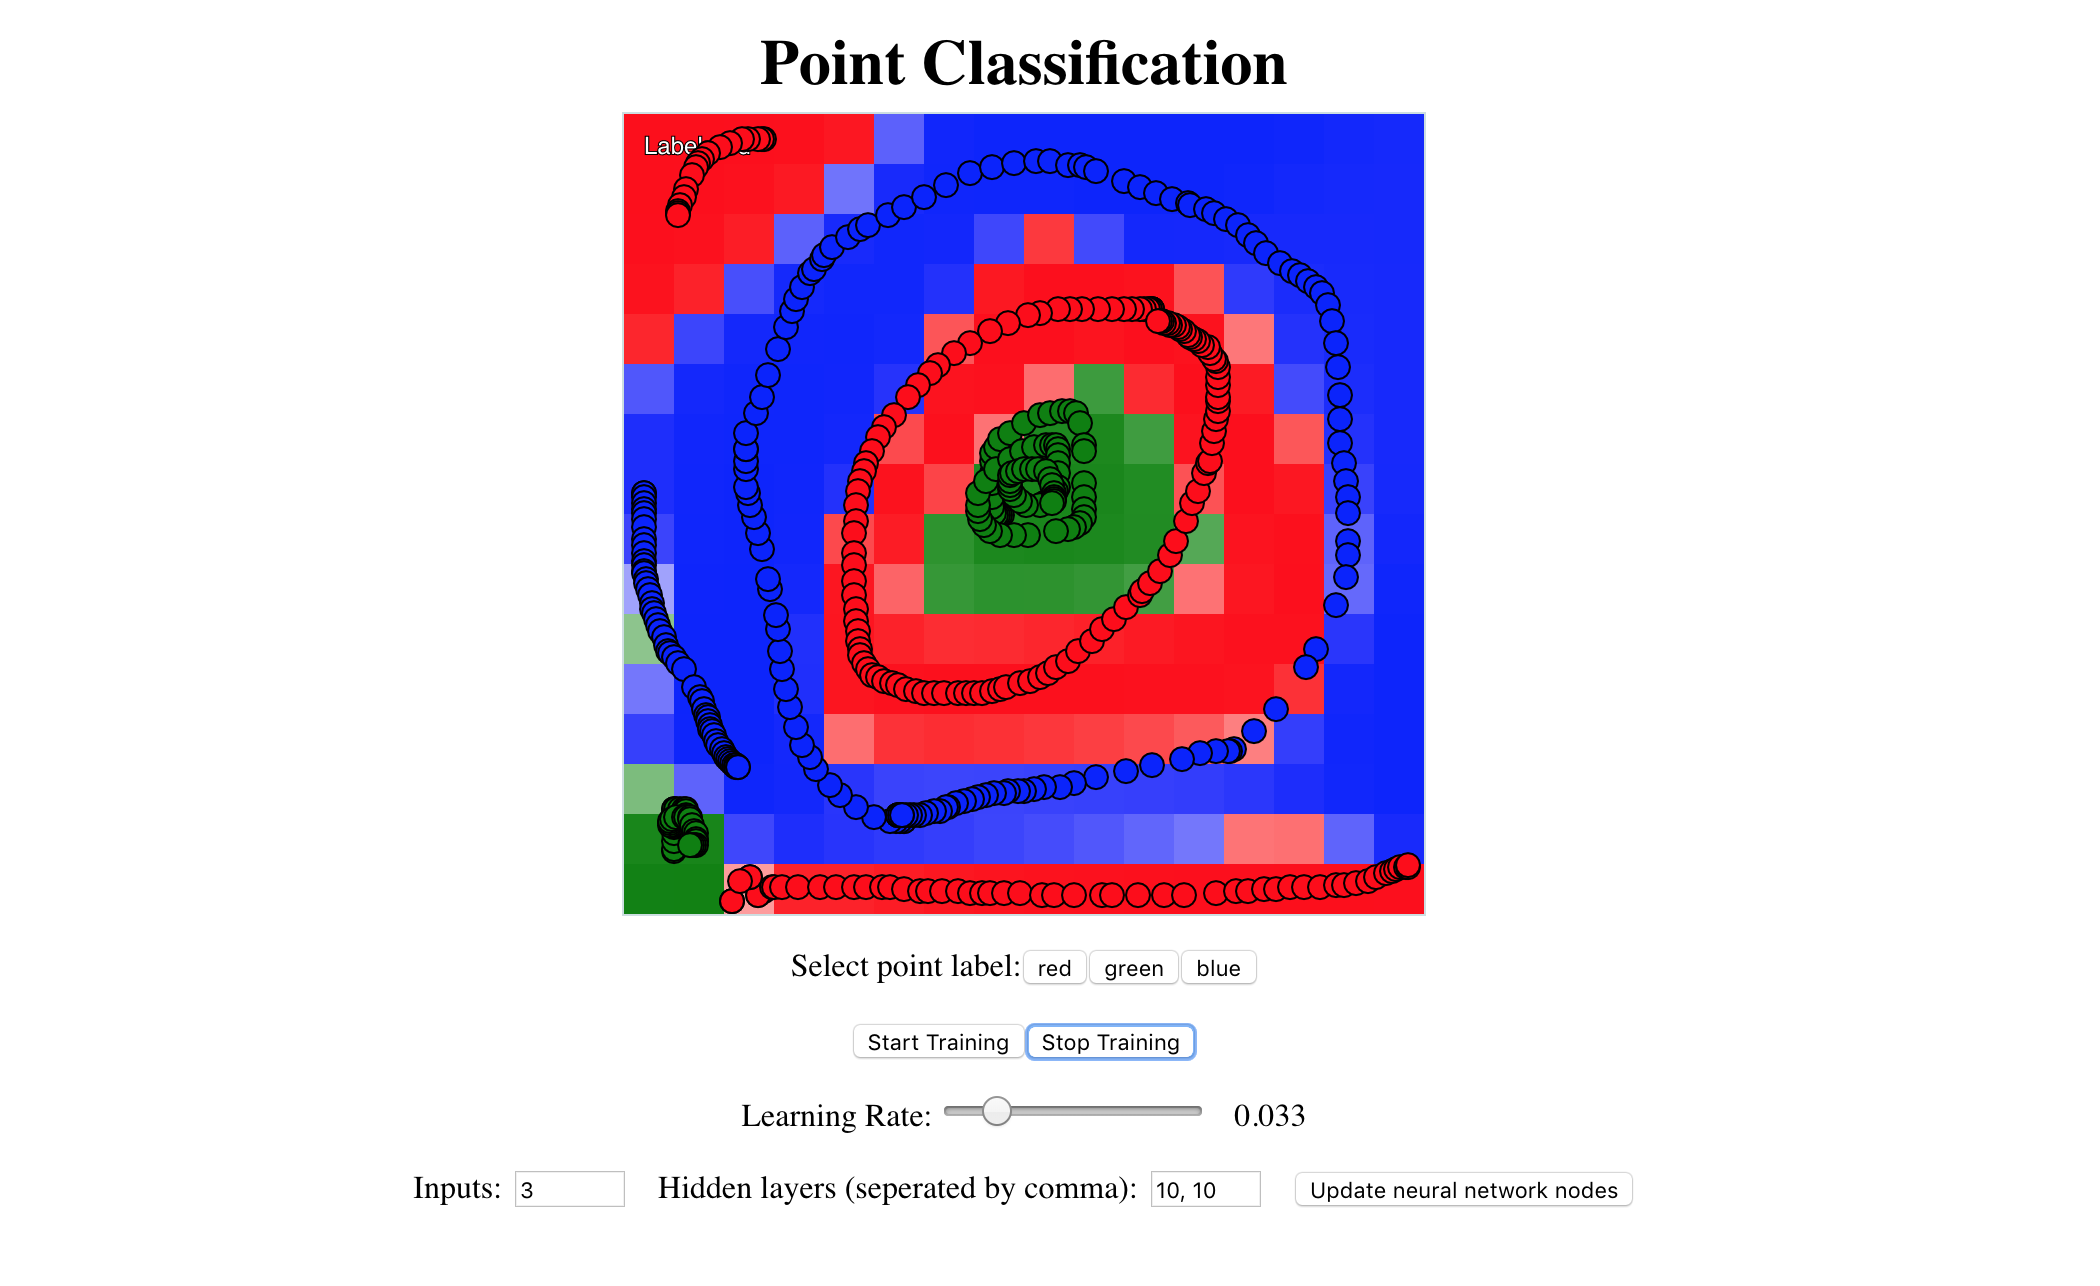 Point Classification
Label
Select point label: red green blue
Start Training Stop Training
Learning Rate: 0.033
Inputs: 3 Hidden layers (seperated by comma): 10, 10 Update neural network nodes